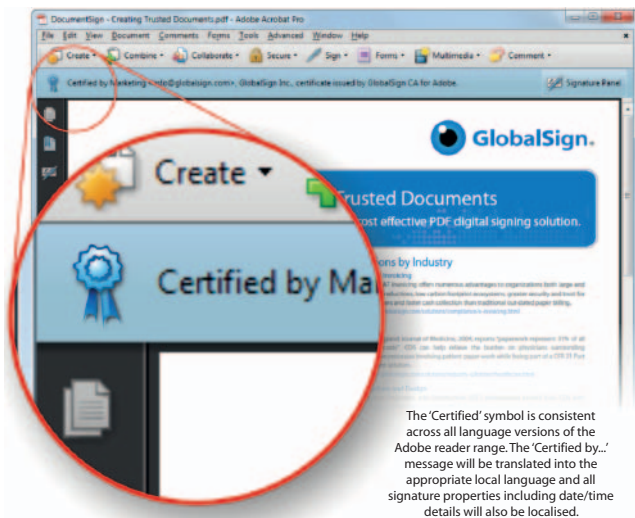 DocumentSign - Creating Trusted Documents.pdf - Adobe Acrobat Pro
File Edit View Document Comments Forms Tools Advanced Window Help
Create Combine Collaborate Secure Sign Forms Multimedia Comment
Certified by Marketing @globalsign.com>, GlobalSign Inc., certificate issued by GlobalSign CA for Adobe.
Signature Panel
GlobalSign.
Create
Trusted Documents
cost effective PDF digital signing solution.
Certified by Ma
ons by Industry
The 'Certified' symbol is consistent
across all language versions of the
Adobe reader range. The 'Certified by...'
message will be translated into the
appropriate local language and all
signature properties including date/time
details will also be localised.